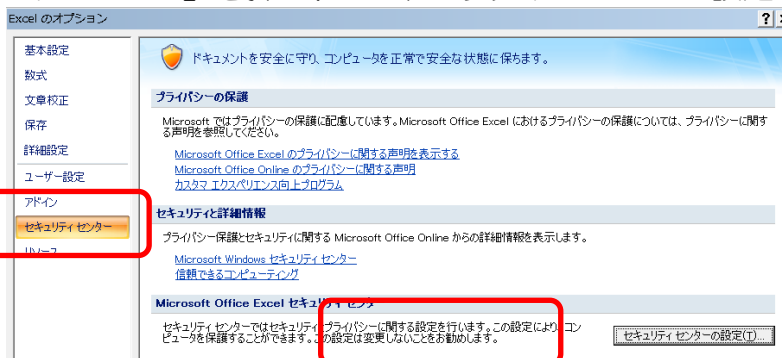 Excel のオプション
基本設定
数式
文章校正
保存
詳細設定
ユーザー設定
アドイン
セキュリティ センター
リソース
ドキュメントを安全に守り、コンピュータを正常で安全な状態に保ちます。
プライバシーの保護
Microsoft ではプライバシーの保護に配慮しています。Microsoft Office Excel におけるプライバシーの保護については、プライバシーに関す
る声明を参照してください。
Microsoft Office Excel のプライバシーに関する声明を表示する
Microsoft Office Online のプライバシーに関する声明
カスタマ エクスペリエンス向上プログラム
セキュリティと詳細情報
プライバシー保護とセキュリティに関する Microsoft Office Online からの詳細情報を表示します。
Microsoft Windows セキュリティ センター
信頼できるコンピューティング
Microsoft Office Excel セキュリティ センター
セキュリティ センターではセキュリティとプライバシーに関する設定を行います。この設定により、コン
ピュータを保護することができます。この設定は変更しないことをお勧めします。
セキュリティ センターの設定(T)...